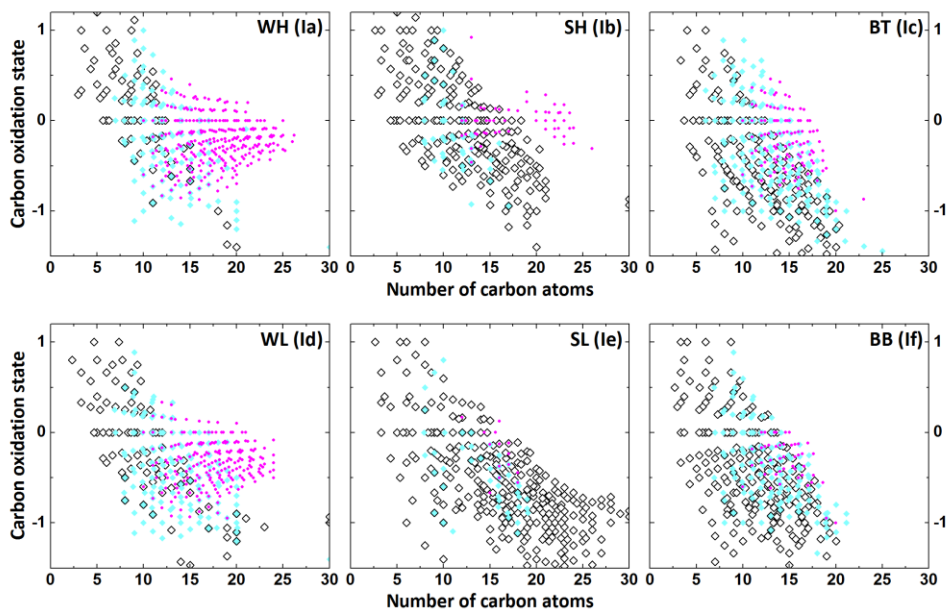 WH (Ia) SH (Ib) BT (Ic)
1 1
0 0
-1 -1
Carbon oxidation state
0 5 10 15 20 25 30 5 10 15 20 25 30 0 5 10 15 20 25 30
Number of carbon atoms
WL (Id) SL (Ie) BB (If)
1 1
0 0
-1 -1
Carbon oxidation state
0 5 10 15 20 25 30 5 10 15 20 25 30 0 5 10 15 20 25 30
Number of carbon atoms